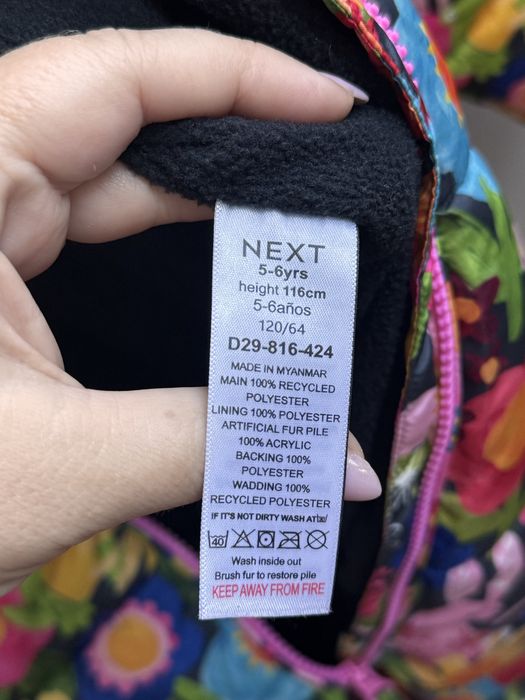 NEXT
5-6yrs
height 116cm
5-6años
120/64
D29-816-424
MADE IN MYANMAR
MAIN 100% RECYCLED
POLYESTER
LINING 100% POLYESTER
ARTIFICIAL FUR PILE
100% ACRYLIC
BACKING 100%
POLYESTER
WADDING 100%
RECYCLED POLYESTER
IF IT'S NOT DIRTY WASH AT
40
Wash inside out
Brush fur to restore pile
KEEP AWAY FROM FIRE